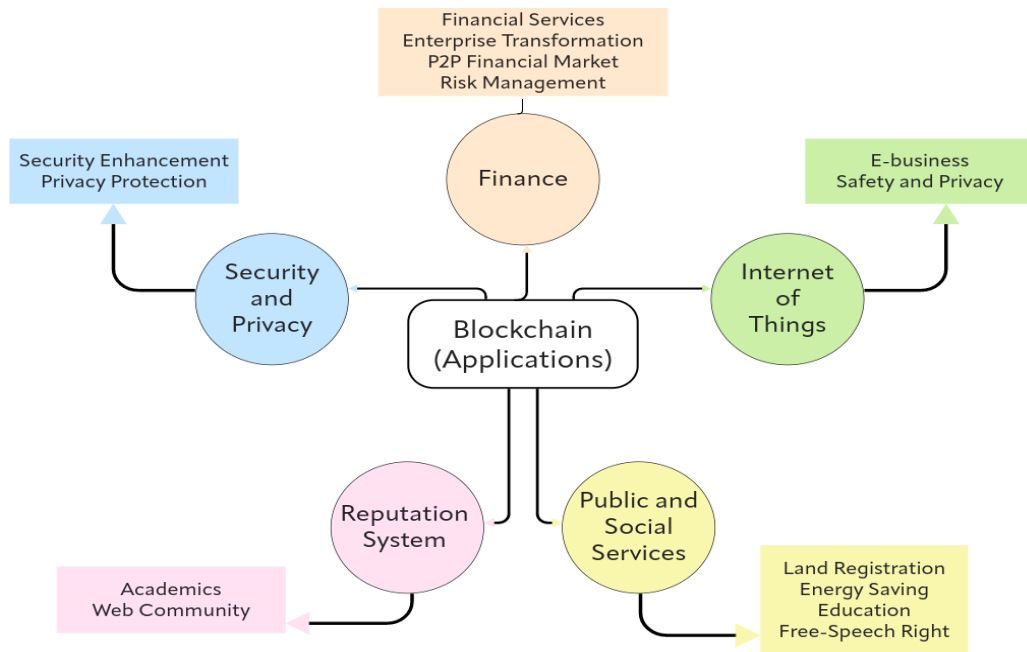 Financial Services
Enterprise Transformation
P2P Financial Market
Risk Management
Finance
Security Enhancement
Privacy Protection
E-business
Safety and Privacy
Security
and
Privacy
Internet
of
Things
Blockchain
(Applications)
Reputation
System
Public and
Social
Services
Academics
Web Community
Land Registration
Energy Saving
Education
Free-Speech Right